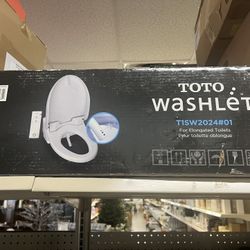 TOTO
WASHLET
T1SW2024#01
For Elongated Toilets
Pour toilette oblongue